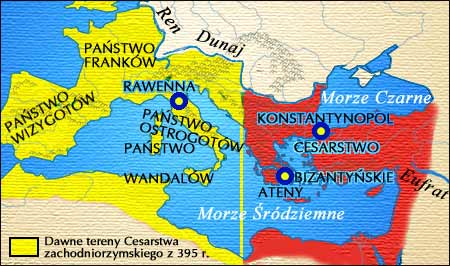 Ren
Dunaj
PAŃSTWO
FRANKÓW
RAWENNA
Morze Czarne
PAŃSTWO
WIZYGOTÓW
PAŃSTWO
OSTROGOTÓW
KONSTANTYNOPOL
PAŃSTWO
WANDALÓW
CESARSTWO
BIZANTYŃSKIE
ATENY
Eufrat
Morze Śródziemne
Dawne tereny Cesarstwa
zachodniorzymskiego z 395 r.